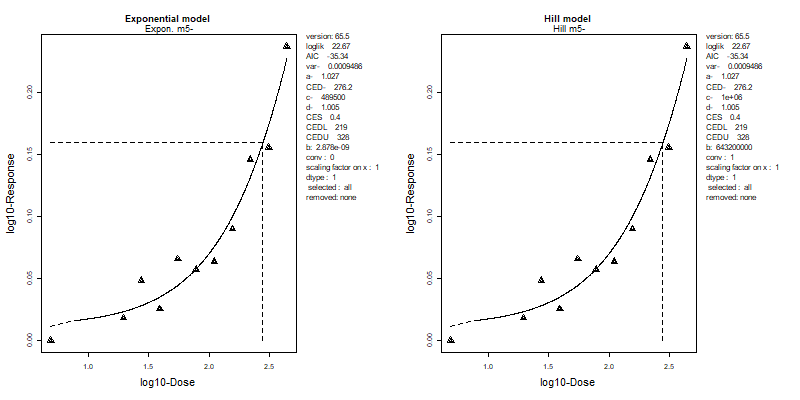 Exponential model
Expon. m5-
version: 65.5
loglik 22.67
AIC -35.34
var- 0.0009486
a- 1.027
CED- 276.2
c- 489500
d- 1.005
CES 0.4
CEDL 219
CEDU 328
b: 2.878e-09
conv : 0
scaling factor on x : 1
dtype : 1
selected : all
removed: none
log10-Response
0.00
0.05
0.10
0.15
0.20
1.0
1.5
2.0
2.5
log10-Dose
Hill model
Hill m5-
version: 65.5
loglik 22.67
AIC -35.34
var- 0.0009486
a- 1.027
CED- 276.2
c- 1e+06
d- 1.005
CES 0.4
CEDL 219
CEDU 328
b: 643200000
conv : 1
scaling factor on x : 1
dtype : 1
selected : all
removed: none
log10-Response
0.00
0.05
0.10
0.15
0.20
1.0
1.5
2.0
2.5
log10-Dose